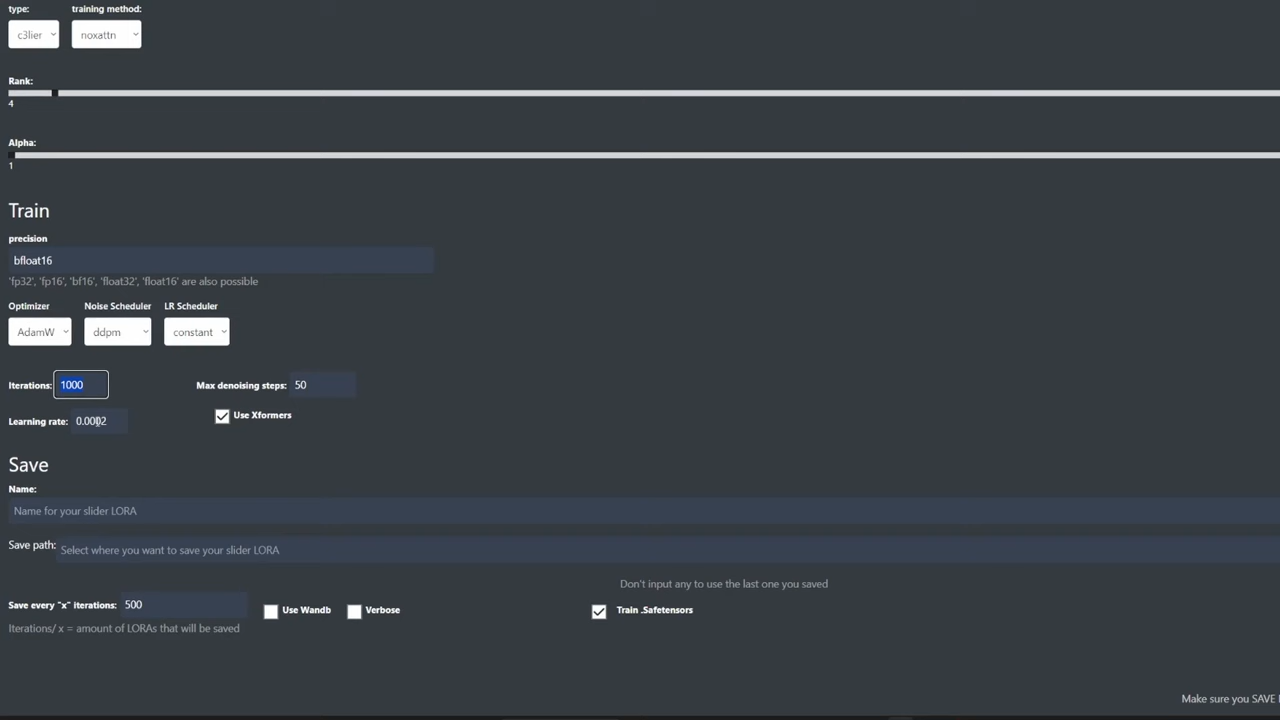 type: training method:
c3lier noxattn
Rank:
4
Alpha:
1
Train
precision
bfloat16
'fp32', 'fp16', 'bf16', 'float32', 'float16' are also possible
Optimizer Noise Scheduler LR Scheduler
AdamW ddpm constant
Iterations: 1000 Max denoising steps: 50
Learning rate: 0.0002 Use Xformers
Save
Name:
Name for your slider LORA
Save path: Select where you want to save your slider LORA
Don't input any to use the last one you saved
Save every "x" iterations: 500 Use Wandb Verbose Train .Safetensors
Iterations/ x = amount of LORAs that will be saved
Make sure you SAVE